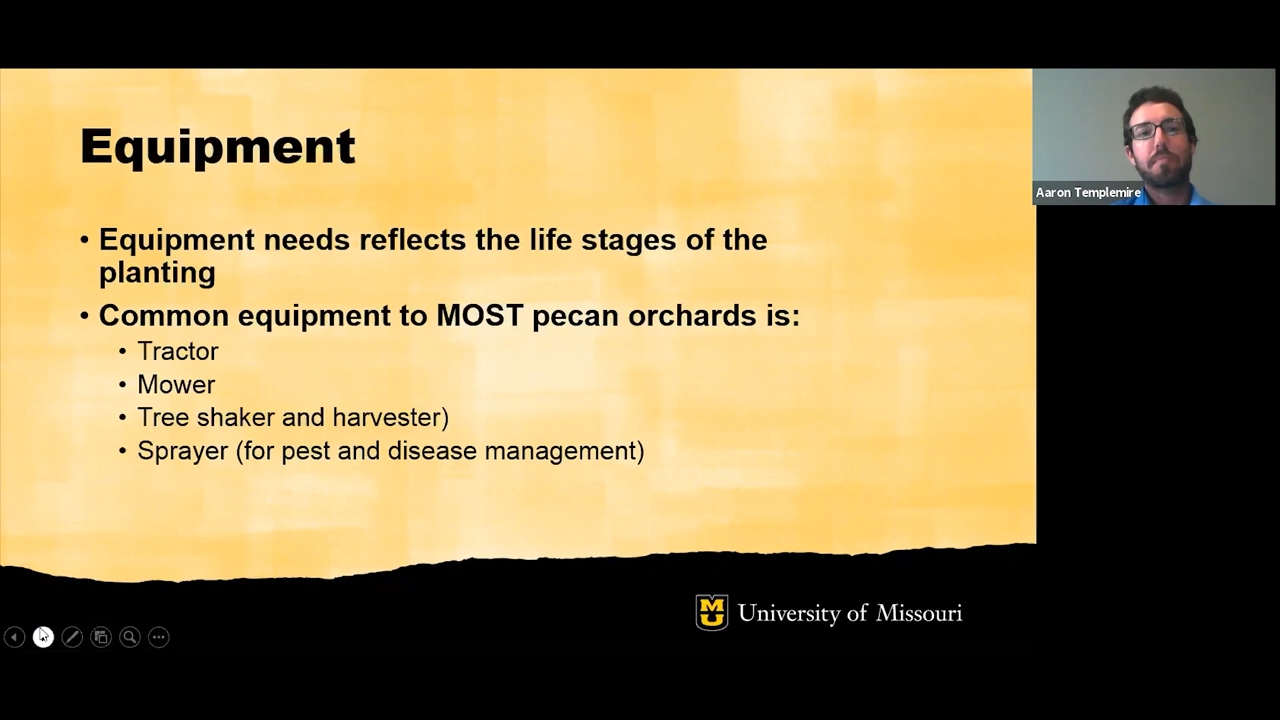 Equipment
• Equipment needs reflects the life stages of the
planting
• Common equipment to MOST pecan orchards is:
• Tractor
• Mower
• Tree shaker and harvester)
• Sprayer (for pest and disease management)
Aaron Templemire
MU University of Missouri